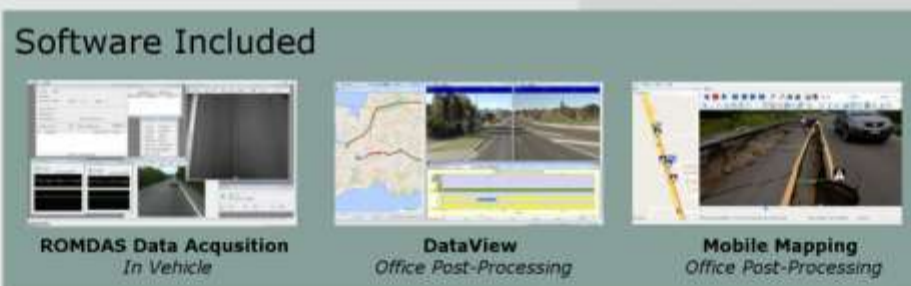 Software Included
ROMDAS Data Acqusition
In Vehicle
DataView
Office Post-Processing
Mobile Mapping
Office Post-Processing